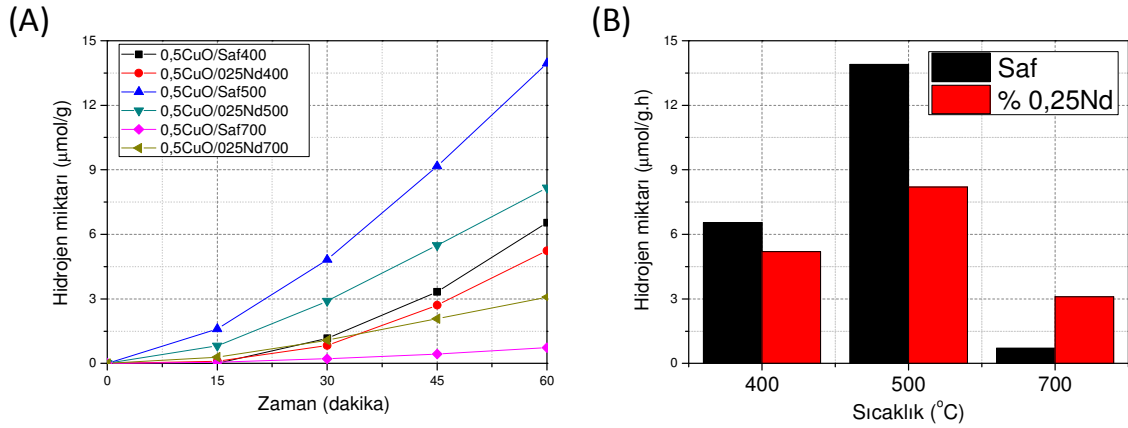 (A)
15
12
9
6
3
0
Hidrojen miktarı (μmol/g)
0,5CuO/Saf400
0,5CuO/025Nd400
0,5CuO/Saf500
0,5CuO/025Nd500
0,5CuO/Saf700
0,5CuO/025Nd700
0 15 30 45 60
Zaman (dakika)
(B)
15
12
9
6
3
0
Hidrojen miktarı (μmol/g.h)
Saf
% 0,25Nd
400 500 700
Sıcaklık (°C)